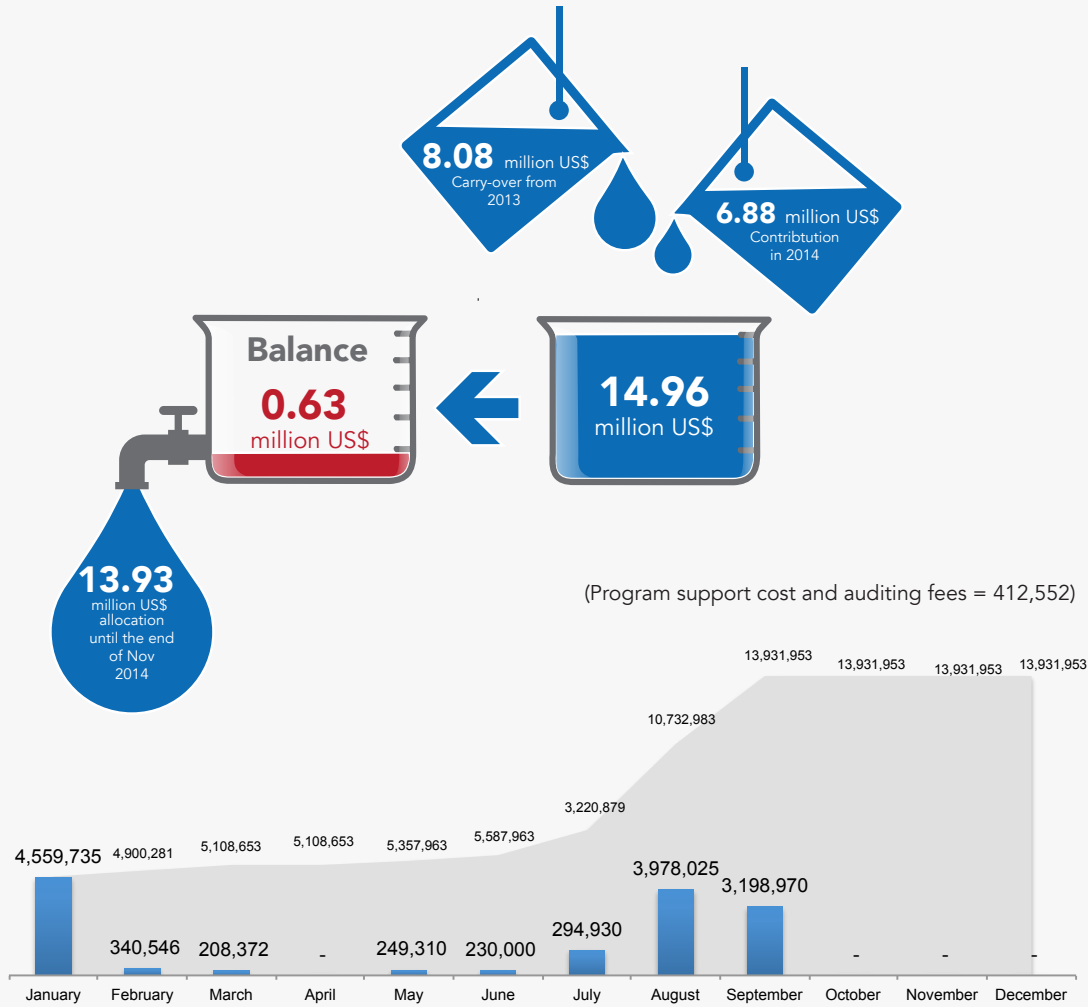 8.08 million US$
Carry-over from
2013
6.88 million US$
Contribtution
in 2014
Balance
0.63
million US$
14.96
million US$
13.93
million US$
allocation
until the end
of Nov
2014
(Program support cost and auditing fees = 412,552)
13,931,953 13,931,953 13,931,953 13,931,953
10,732,983
3,220,879
4,559,735 4,900,281 5,108,653 5,108,653 5,357,963 5,587,963
3,978,025 3,198,970
340,546 208,372 - 249,310 230,000 294,930 - - -
January February March April May June July August September October November December